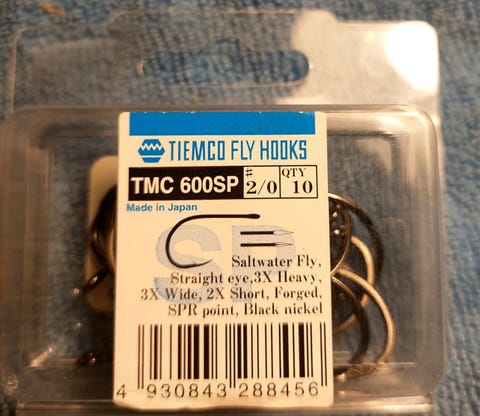 TIEMCO FLY HOOKS
TMC 600SP # 2/0 QTY 10
Made in Japan
SP
Saltwater Fly,
Straight eye,3X Heavy,
3X Wide, 2X Short, Forged,
SPR point, Black nickel
4 930843 288456